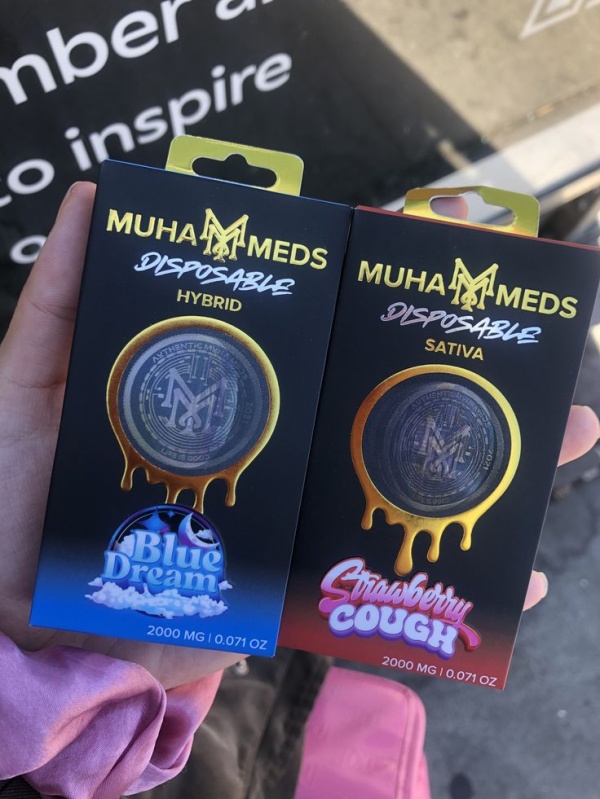 mber a
to inspire
MUHA MEDS
DISPOSABLE
HYBRID
Blue
Dream
2000 MG | 0.071 OZ
MUHA MEDS
DISPOSABLE
SATIVA
Strawberry
COUGH
2000 MG | 0.071 OZ